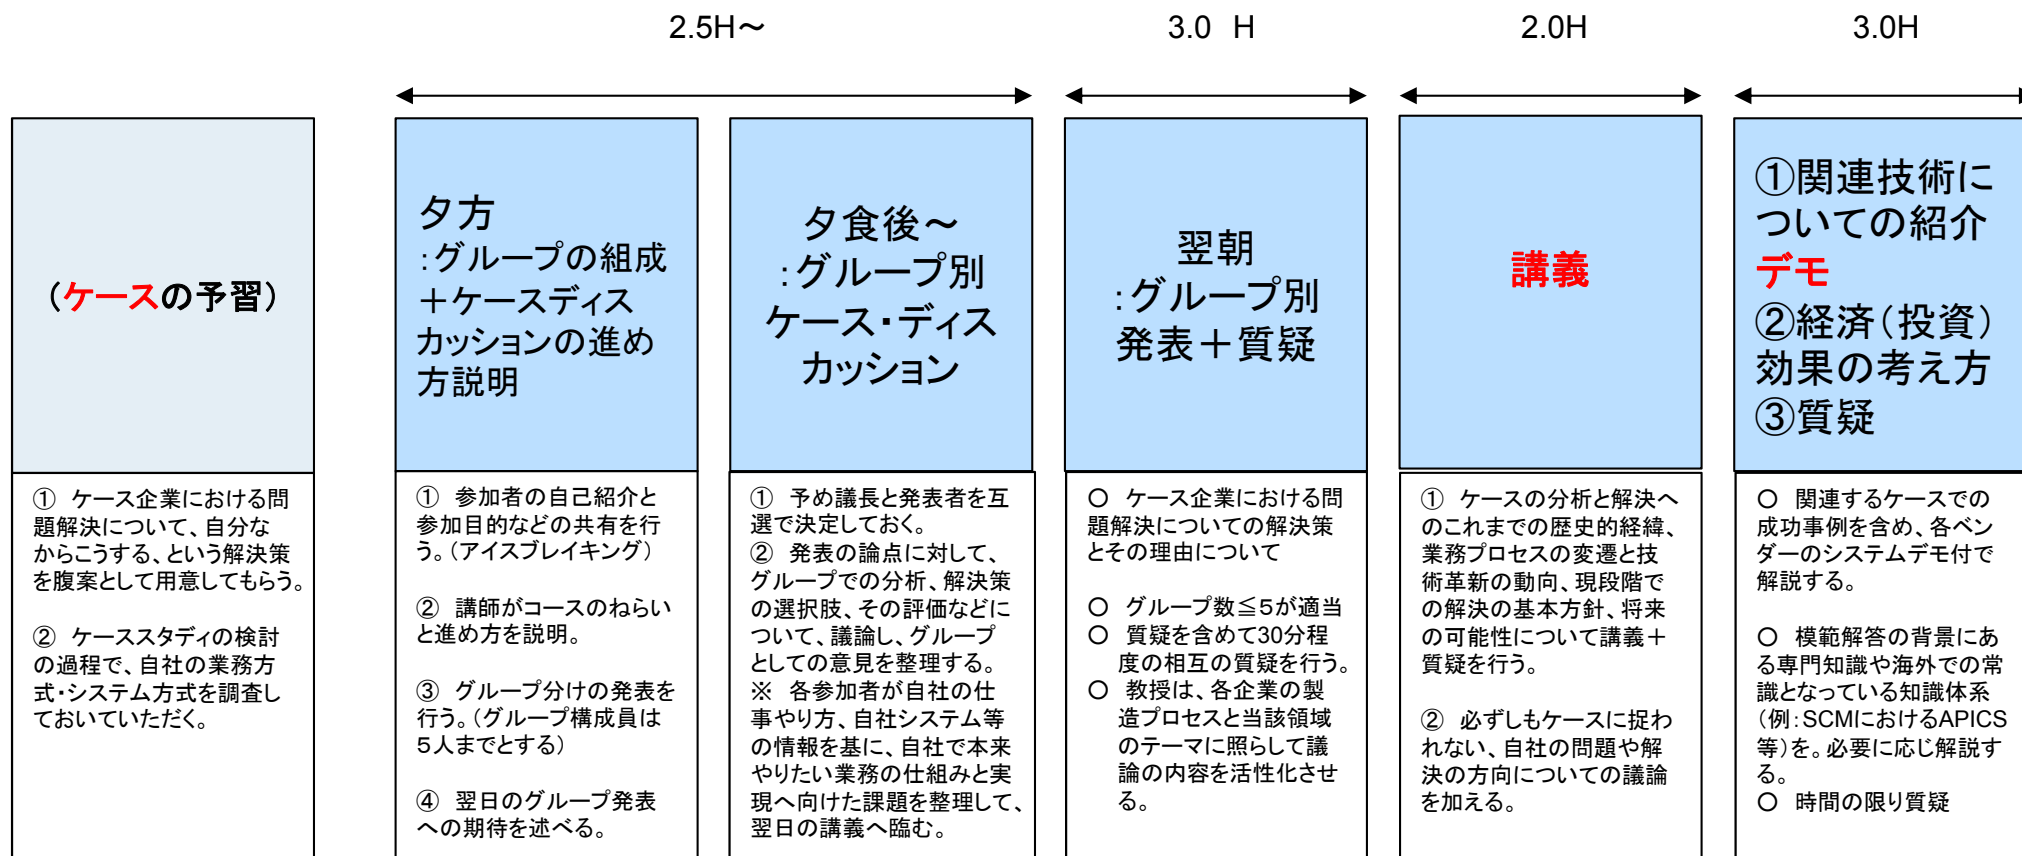 2.5H～
3.0 H
2.0H
3.0H
（ケースの予習）
① ケース企業における問
題解決について、自分な
からこうする、という解決策
を腹案として用意してもらう。
② ケーススタディの検討
の過程で、自社の業務方
式・システム方式を調査し
ておいていただく。
夕方
：グループの組成
＋ケースディス
カッションの進め
方説明
① 参加者の自己紹介と
参加目的などの共有を行
う。（アイスブレイキング）
② 講師がコースのねらい
と進め方を説明。
③ グループ分けの発表を
行う。（グループ構成員は
５人までとする）
④ 翌日のグループ発表
への期待を述べる。
夕食後～
：グループ別
ケース・ディス
カッション
① 予め議長と発表者を互
選で決定しておく。
② 発表の論点に対して、
グループでの分析、解決策
の選択肢、その評価などに
ついて、議論し、グループ
としての意見を整理する。
※ 各参加者が自社の仕
事やり方、自社システム等
の情報を基に、自社で本来
やりたい業務の仕組みと実
現へ向けた課題を整理して、
翌日の講義へ臨む。
翌朝
：グループ別
発表＋質疑
○ ケース企業における問
題解決についての解決策
とその理由について
○ グループ数≦５が適当
○ 質疑を含めて30分程
度の相互の質疑を行う。
○ 教授は、各企業の製
造プロセスと当該領域
のテーマに照らして議
論の内容を活性化させ
る。
講義
① ケースの分析と解決へ
のこれまでの歴史的経緯、
業務プロセスの変遷と技
術革新の動向、現段階で
の解決の基本方針、将来
の可能性について講義＋
質疑を行う。
② 必ずしもケースに捉わ
れない、自社の問題や解
決の方向についての議論
を加える。
①関連技術に
ついての紹介
デモ
②経済（投資）
効果の考え方
③質疑
○ 関連するケースでの
成功事例を含め、各ベン
ダーのシステムデモ付で
解説する。
○ 模範解答の背景にあ
る専門知識や海外での常
識となっている知識体系
（例：SCMにおけるAPICS
等）を。必要に応じ解説す
る。
○ 時間の限り質疑